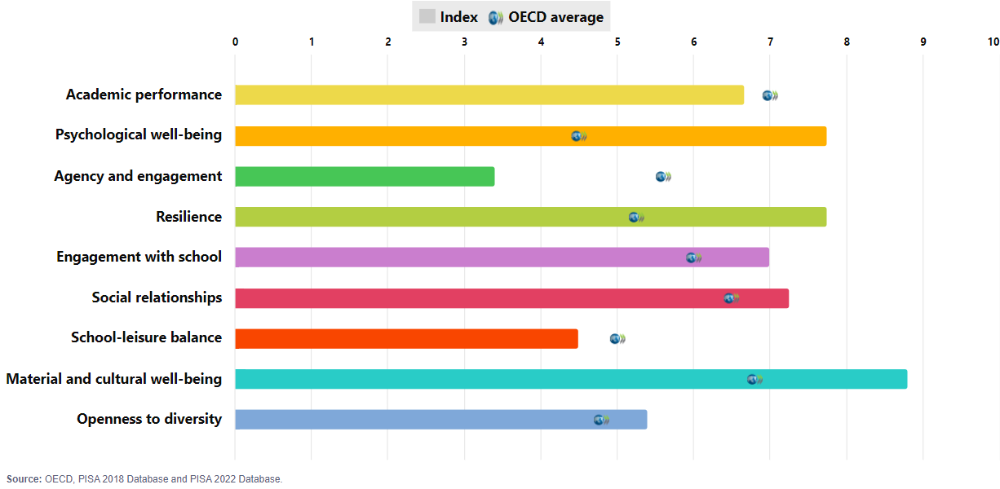 Index OECD average
0 1 2 3 4 5 6 7 8 9 10
Academic performance
Psychological well-being
Agency and engagement
Resilience
Engagement with school
Social relationships
School-leisure balance
Material and cultural well-being
Openness to diversity
Source: OECD, PISA 2018 Database and PISA 2022 Database.